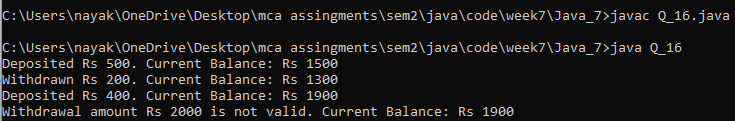 C:\Users\nayak\OneDrive\Desktop\mca assingments\sem2\java\code\week7\Java_7>javac Q_16.java
C:\Users\nayak\OneDrive\Desktop\mca assingments\sem2\java\code\week7\Java_7>java Q_16
Deposited Rs 500. Current Balance: Rs 1500
Withdrawn Rs 200. Current Balance: Rs 1300
Deposited Rs 400. Current Balance: Rs 1900
Withdrawal amount Rs 2000 is not valid. Current Balance: Rs 1900